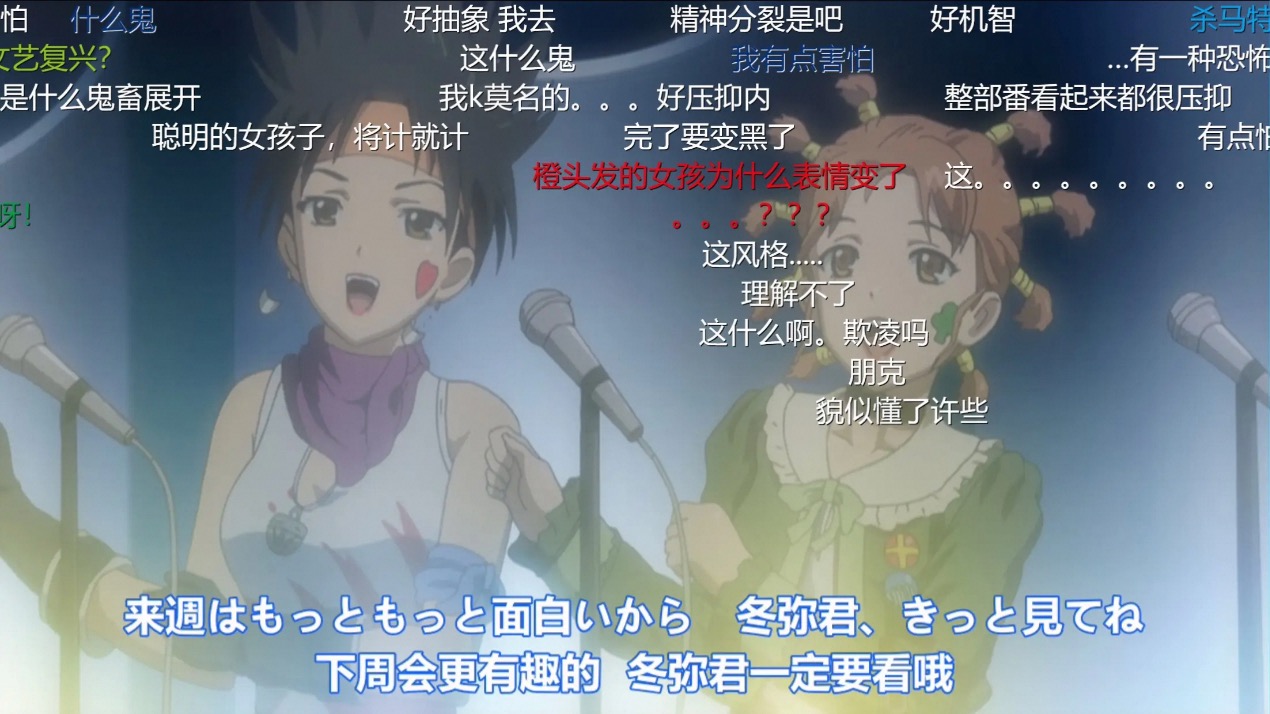 怕 什么鬼 好抽象 我去 精神分裂是吧 好机智 杀马特
文艺复兴? 这什么鬼 我有点害怕 ...有一种恐怖
是什么鬼畜展开 我k莫名的。。。好压抑内 整部番看起来都很压抑
聪明的女孩子，将计就计 完了要变黑了 有点怕
橙头发的女孩为什么表情变了 这。。。。。。。。。
呀! 。。。? ? ?
这风格.....
理解不了
这什么啊。欺凌吗
朋克
貌似懂了许些
来週はもっともっと面白いから 冬弥君、きっと見てね
下周会更有趣的 冬弥君一定要看哦